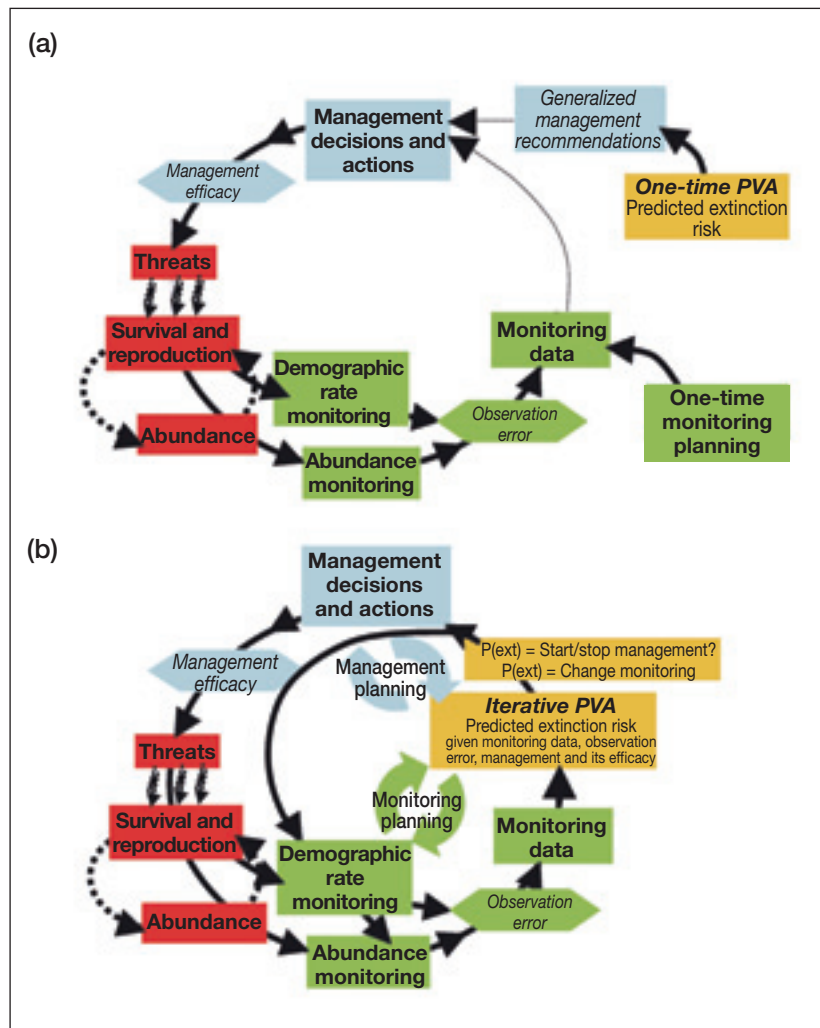 (a)
Management
decisions and
actions
Generalized
management
recommendations
Management
efficacy
One-time PVA
Predicted extinction
risk
Threats
Survival and
reproduction
Monitoring
data
Demographic
rate
monitoring
One-time
monitoring
planning
Observation
error
Abundance
Abundance
monitoring
(b)
Management
decisions
and actions
P(ext) = Start/stop management?
P(ext) = Change monitoring
Management
efficacy
Management
planning
Iterative PVA
Predicted extinction risk
given monitoring data, observation
error, management and its efficacy
Threats
Monitoring
planning
Survival and
reproduction
Monitoring
data
Demographic
rate
monitoring
Observation
error
Abundance
Abundance
monitoring